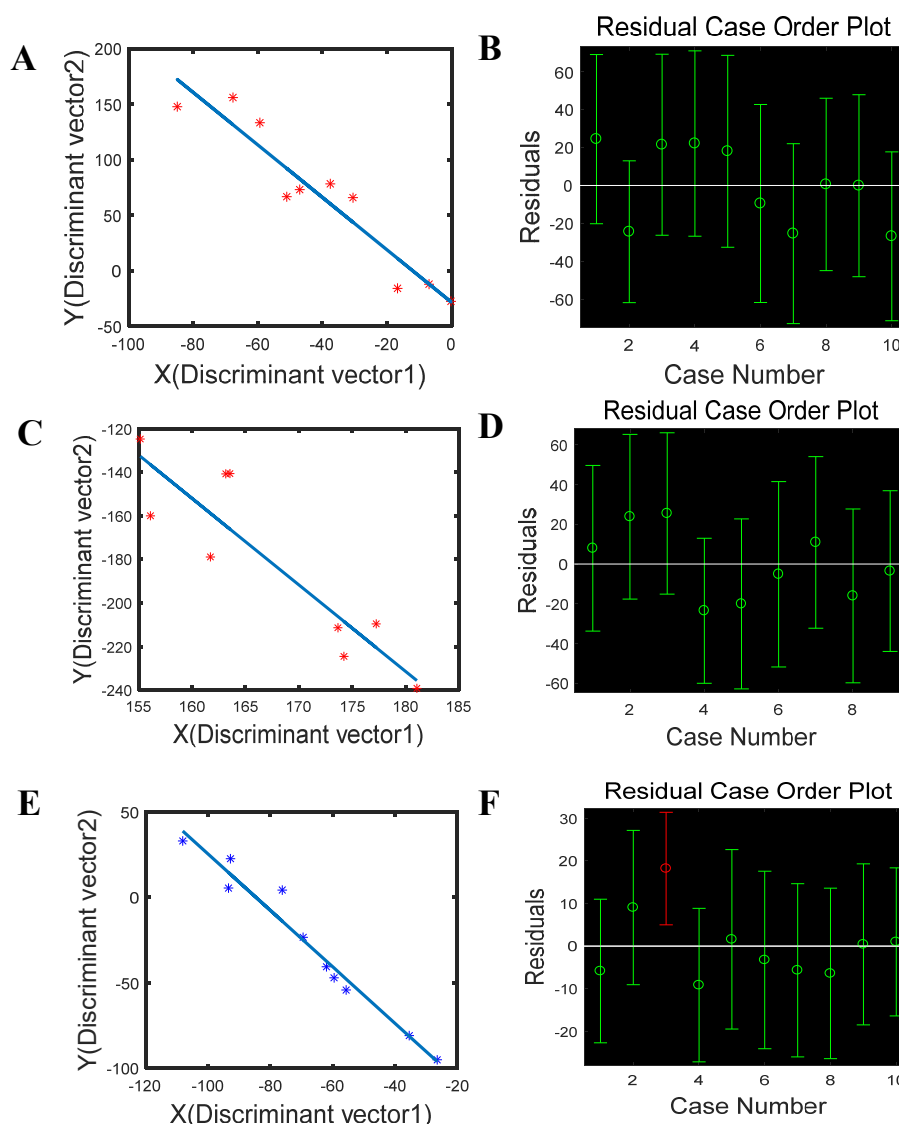 A
Y(Discriminant vector2)
200
150
100
50
0
-50
-100 -80 -60 -40 -20 0
X(Discriminant vector1)
B
Residual Case Order Plot
Residuals
60
40
20
0
-20
-40
-60
2 4 6 8 10
Case Number
C
Y(Discriminant vector2)
-120
-140
-160
-180
-200
-220
-240
155 160 165 170 175 180 185
X(Discriminant vector1)
D
Residual Case Order Plot
Residuals
60
40
20
0
-20
-40
-60
2 4 6 8
Case Number
E
Y(Discriminant vector2)
50
0
-50
-100
-120 -100 -80 -60 -40 -20
X(Discriminant vector1)
F
Residual Case Order Plot
Residuals
30
20
10
0
-10
-20
2 4 6 8 10
Case Number